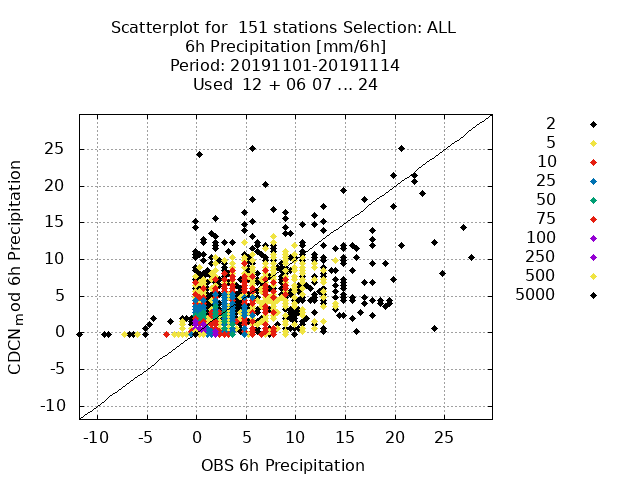 Scatterplot for 151 stations Selection: ALL
6h Precipitation [mm/6h]
Period: 20191101-20191114
Used 12 + 06 07 ... 24
25
20
15
10
5
0
-5
-10
CDCNmod 6h Precipitation
-10 -5 0 5 10 15 20 25
OBS 6h Precipitation
2
5
10
25
50
75
100
250
500
5000